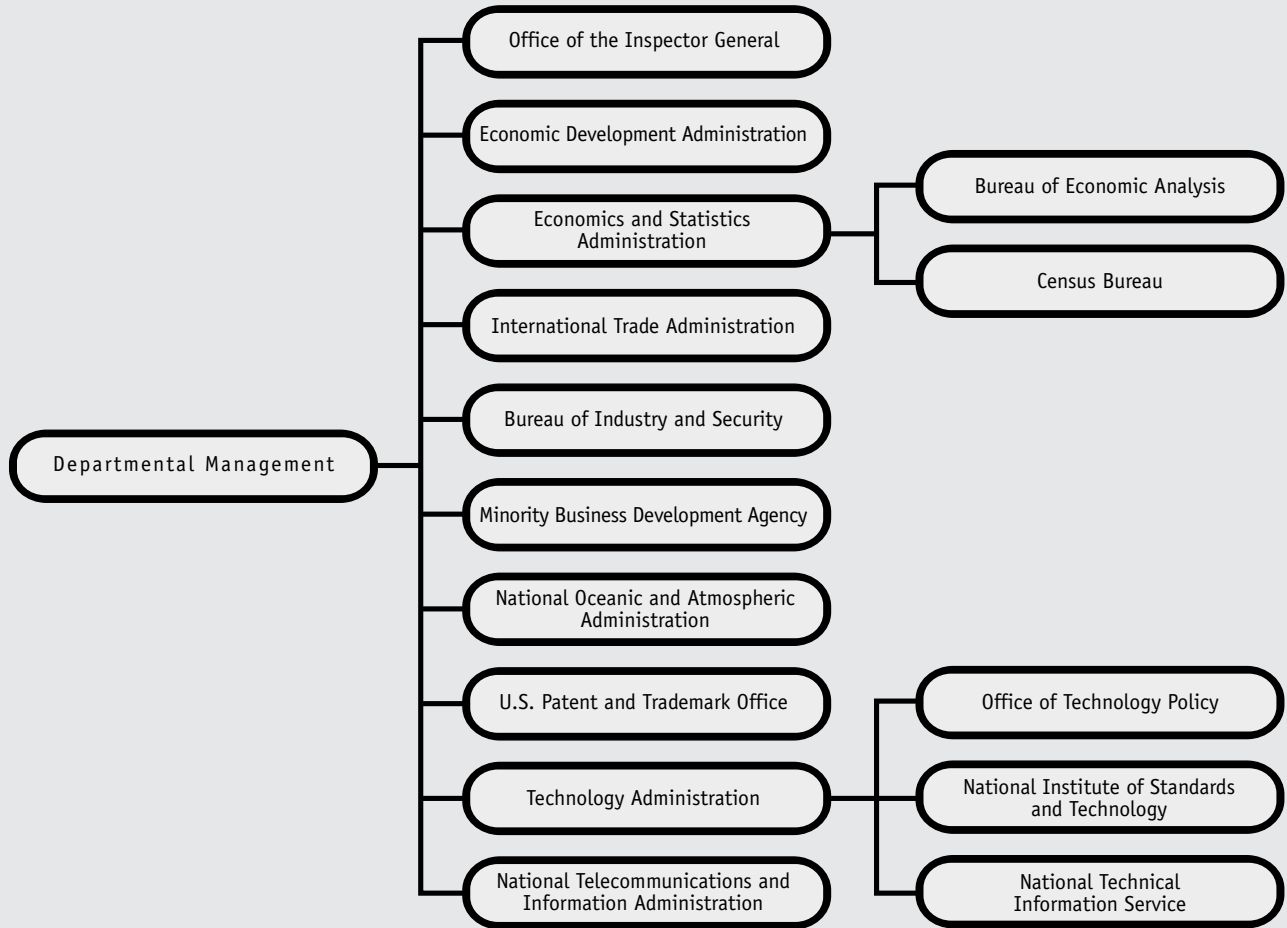 Office of the Inspector General
Economic Development Administration
Economics and Statistics
Administration
International Trade Administration
Bureau of Industry and Security
Departmental Management
Minority Business Development Agency
National Oceanic and Atmospheric
Administration
U.S. Patent and Trademark Office
Technology Administration
National Telecommunications and
Information Administration
Bureau of Economic Analysis
Census Bureau
Office of Technology Policy
National Institute of Standards
and Technology
National Technical
Information Service